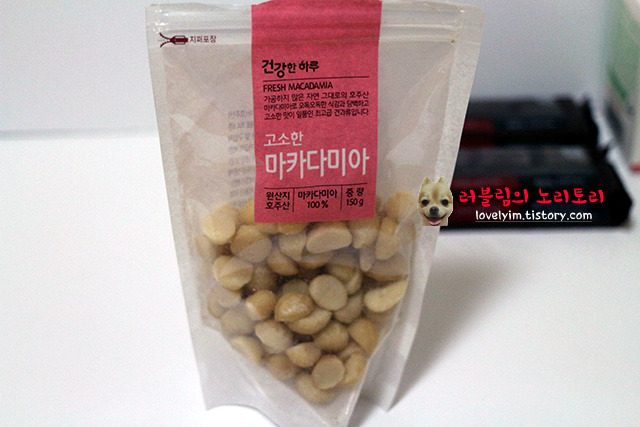 지퍼포장
건강한 하루
FRESH MACADAMIA
가공하지 않은 자연 그대로의 호주산
마카다미아로 오독오독한 식감과 담백하고
고소한 맛이 일품인 최고급 견과류입니다.
고소한
마카다미아
원산지 마카다미아 중 량
호주산 100 % 150 g
러블림의 노리토리
lovelyim.tistory.com